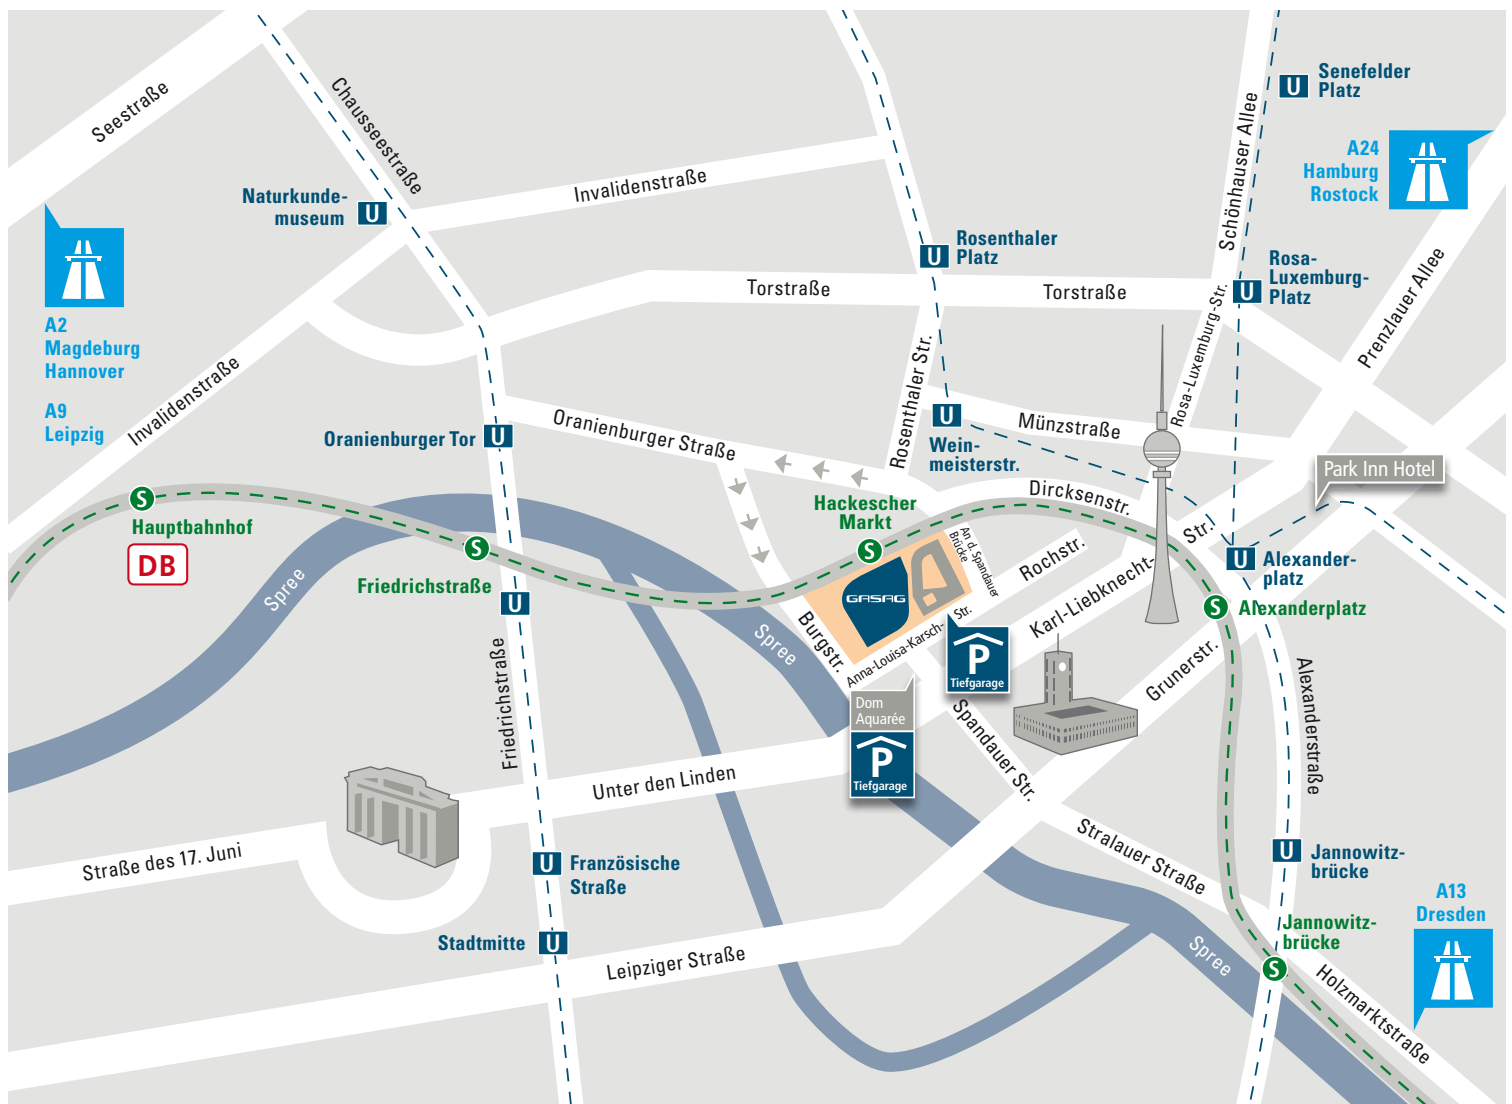 Seestraße
Chausseestraße
Naturkunde-
museum
U
Invalidenstraße
Senefelder
Platz
U
Schönhauser Allee
A24
Hamburg
Rostock
Rosenthaler
Platz
U
Rosa-
Luxemburg-
Platz
U
Torstraße
Torstraße
Prenzlauer Allee
A2
Magdeburg
Hannover
A9
Leipzig
Invalidenstraße
Rosenthaler Str.
Rosa-Luxemburg-Str.
Oranienburger Tor
U
Oranienburger Straße
U
Wein-
meisterstr.
Münzstraße
Park Inn Hotel
S
Hauptbahnhof
DB
Hackescher
Markt
S
Dircksenstr.
An d. Spandauer
Brücke
Rochstr.
Karl-Liebknecht-
Str.
U
Alexander-
platz
S
Friedrichstraße
U
Spree
GASAG
S
Alexanderplatz
Spree
Burgstr.
Anna-Louisa-Karsch-
Str.
P
Tiefgarage
Grunerstr.
Alexanderstraße
Friedrichstraße
Dom
Aquarée
P
Tiefgarage
Spandauer Str.
Unter den Linden
Straße des 17. Juni
U
Französische
Straße
Stralauer Straße
U
Jannowitz-
brücke
A13
Dresden
Stadtmitte
U
Leipziger Straße
Jannowitz-
brücke
S
Spree
Holzmarktstraße